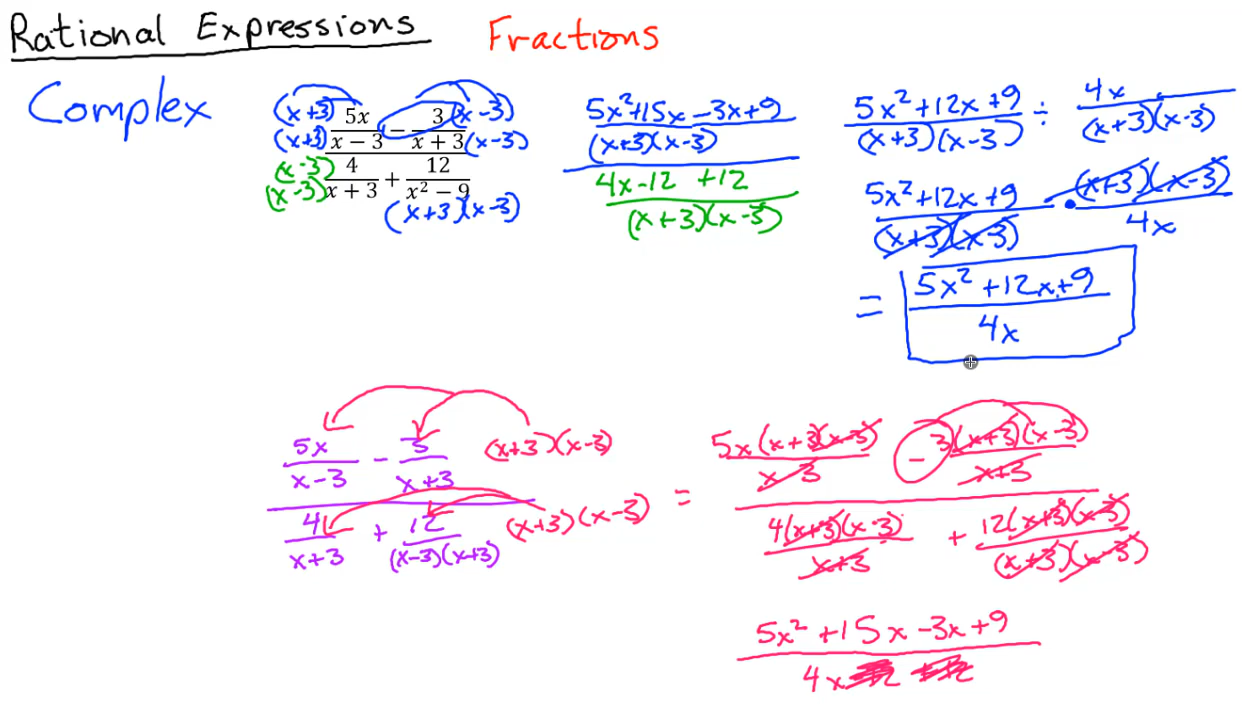 Rational Expressions Fractions
Complex
(x+3) 5x - 3 (x-3)
(x+3) x − 3 x + 3 (x-3)
(x-3) 4 + 12
(x-3) x + 3 x² − 9
(x+3)(x-3)
5x²+15x -3x+9
(x+3)(x-3)
4x-12 +12
(x+3)(x-3)
5x²+12x+9 ÷ 4x
(x+3)(x-3) (x+3)(x-3)
5x²+12x+9 · (x+3)(x-3)
(x+3)(x-3) 4x
= 5x²+12x+9
4x
5x - 3 (x+3)(x-3)
x-3 x+3
4 + 12 (x+3)(x-3)
x+3 (x-3)(x+3)
= 5x(x+3)(x-3) - 3(x+3)(x-3)
x-3 x+3
4(x+3)(x-3) + 12(x+3)(x-3)
x+3 (x+3)(x-3)
5x²+15x-3x+9
4x